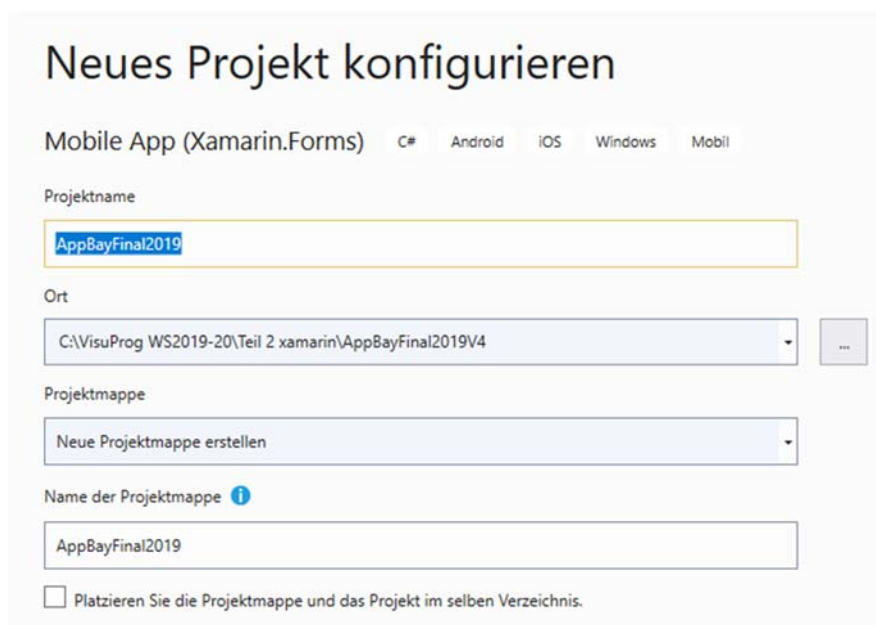 Neues Projekt konfigurieren
Mobile App (Xamarin.Forms) C# Android iOS Windows Mobil
Projektname
AppBayFinal2019
Ort
C:\VisuProg WS2019-20\Teil 2 xamarin\AppBayFinal2019V4
...
Projektmappe
Neue Projektmappe erstellen
Name der Projektmappe i
AppBayFinal2019
Platzieren Sie die Projektmappe und das Projekt im selben Verzeichnis.